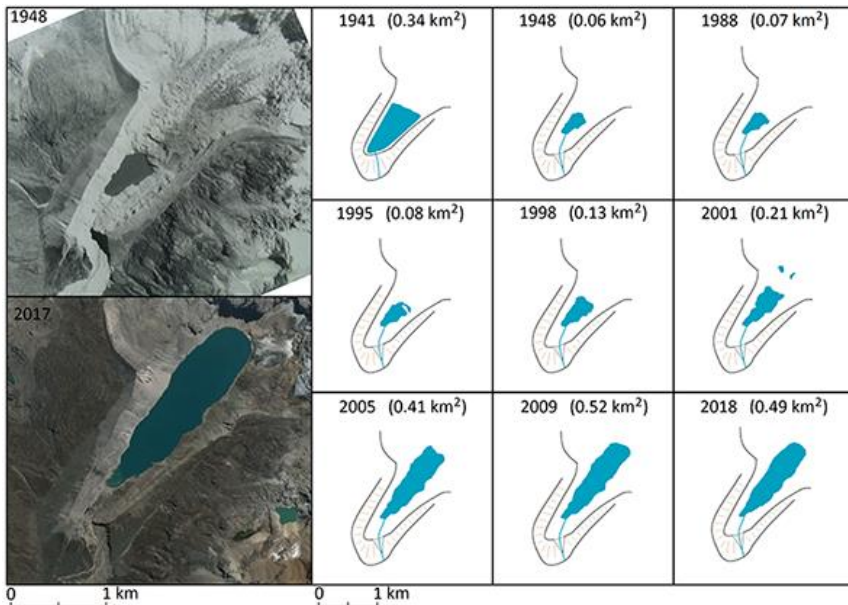 1948
1941 (0.34 km²)
1948 (0.06 km²)
1988 (0.07 km²)
1995 (0.08 km²)
1998 (0.13 km²)
2001 (0.21 km²)
2017
2005 (0.41 km²)
2009 (0.52 km²)
2018 (0.49 km²)
0 1 km
0 1 km